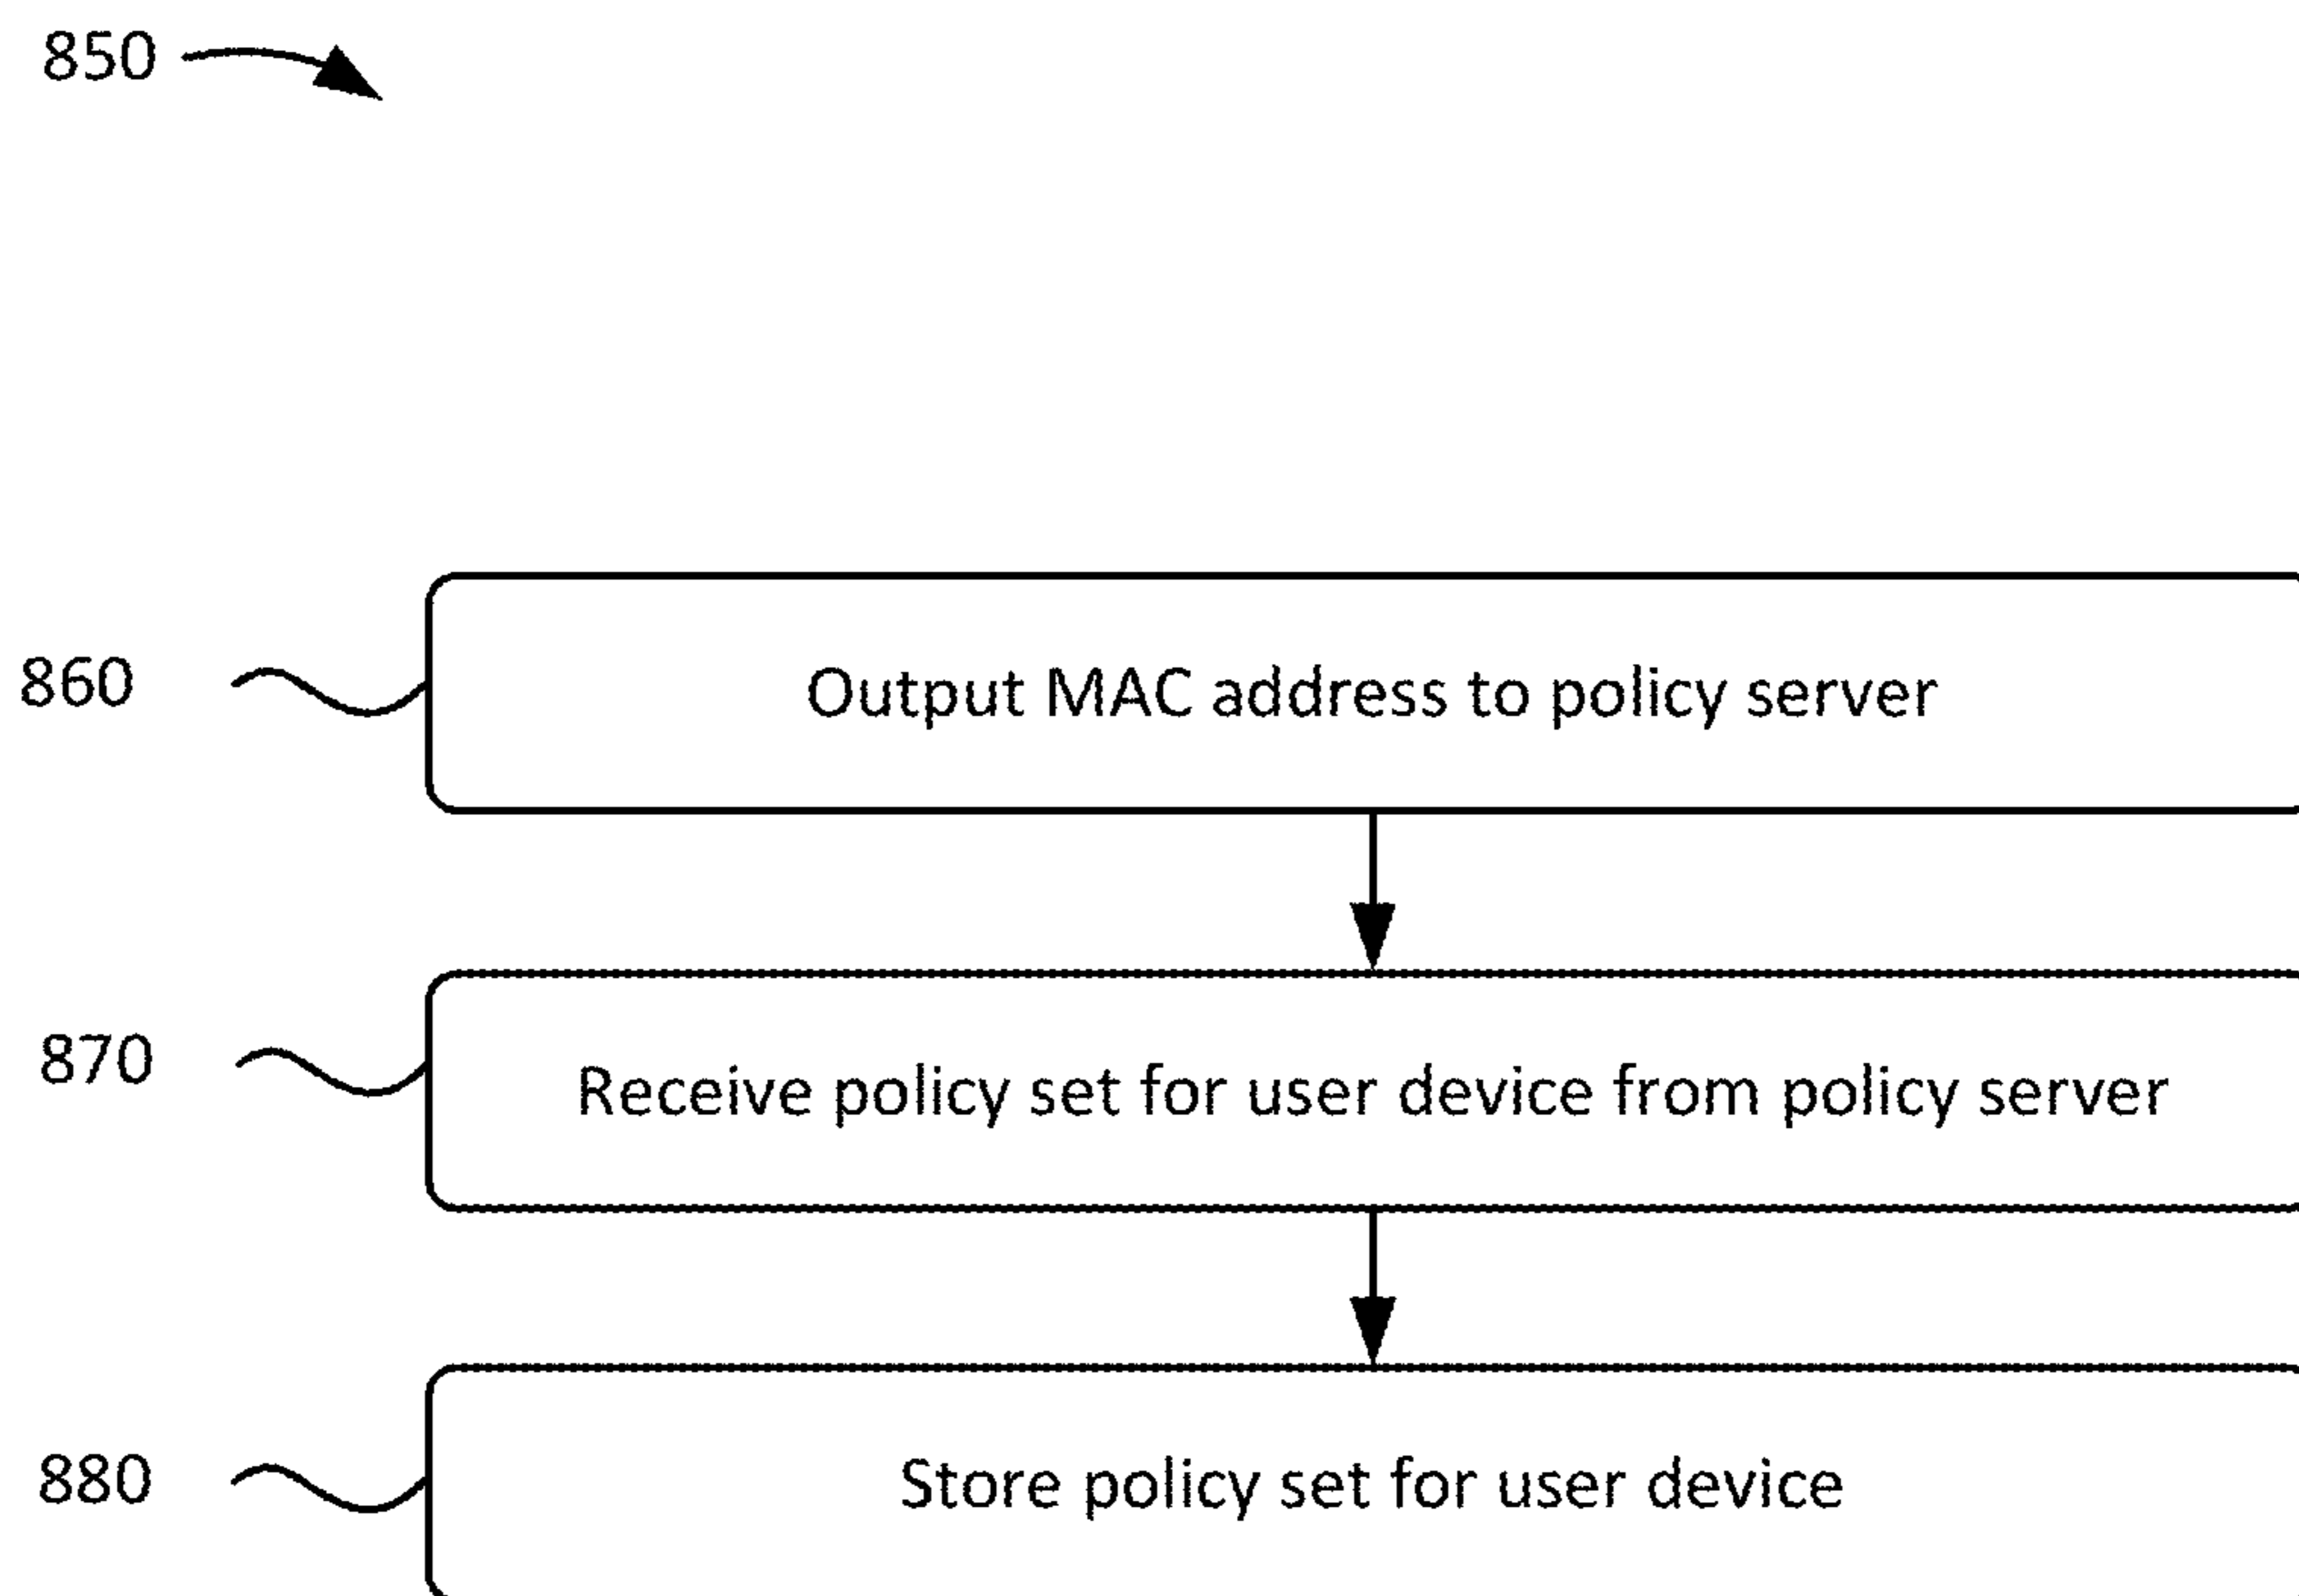 850
860 Output MAC address to policy server
870 Receive policy set for user device from policy server
880 Store policy set for user device